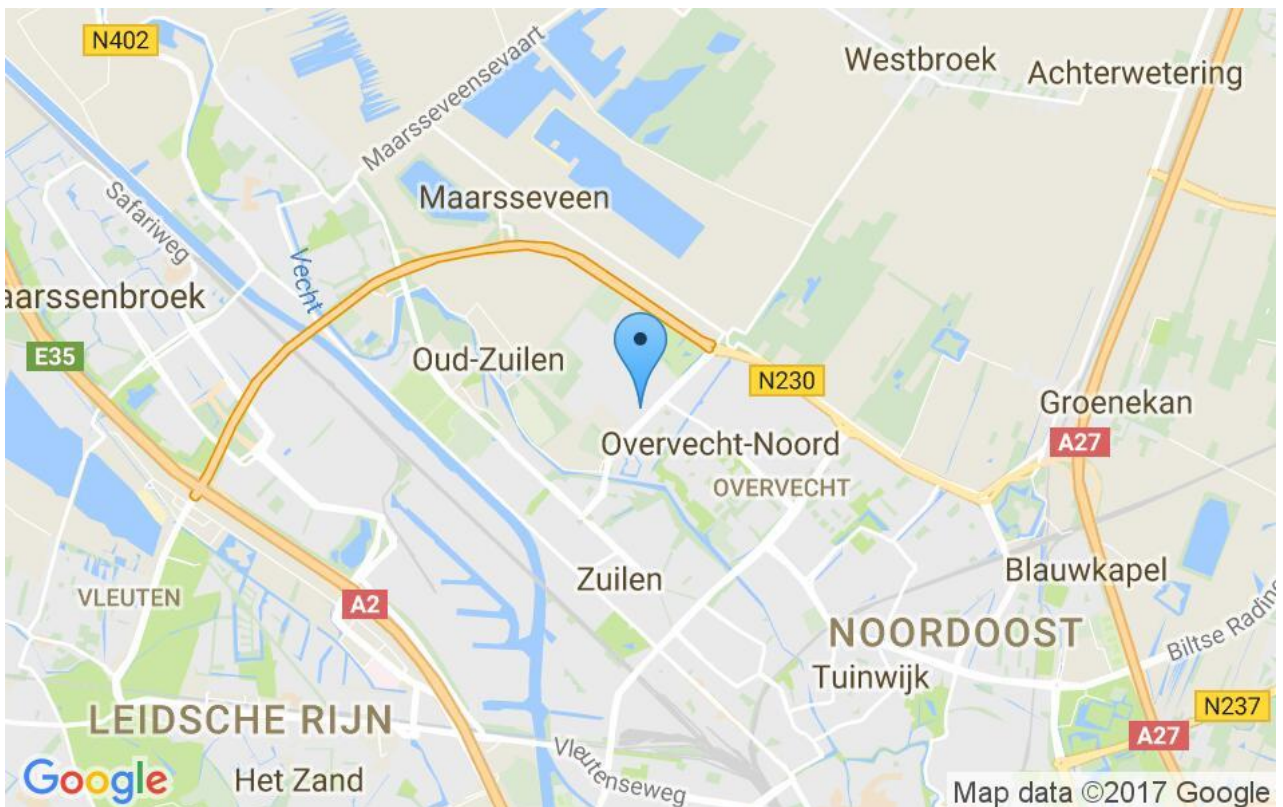 N402
Westbroek
Achterwetering
Maarsseveensevaart
Maarsseveen
Safariweg
Vecht
aarssenbroek
E35
Oud-Zuilen
N230
Groenekan
A27
Overvecht-Noord
OVERVECHT
Zuilen
Blauwkapel
VLEUTEN
A2
NOORDOOST
Biltse Rading
Tuinwijk
LEIDSCHE RIJN
N237
A27
Vleutenseweg
Google
Het Zand
Map data ©2017 Google